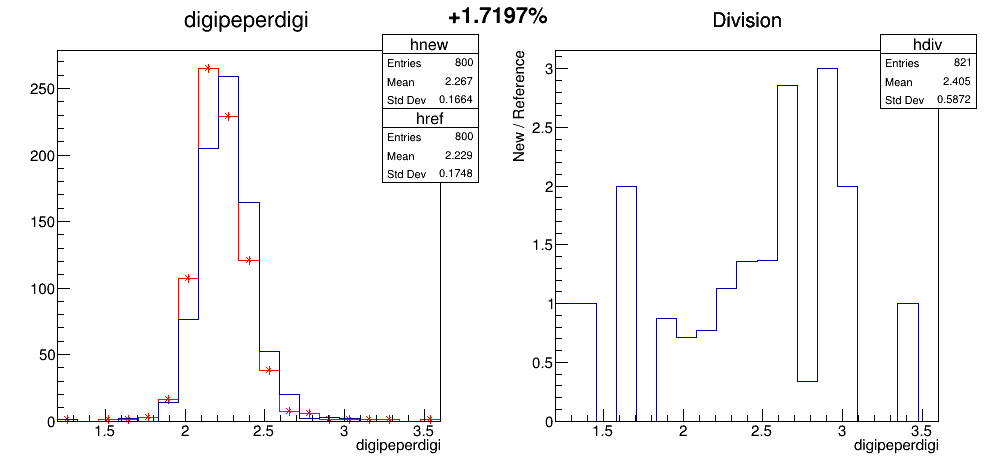 +1.7197%
digipeperdigi
hnew
Entries 800
Mean 2.267
Std Dev 0.1664
href
Entries 800
Mean 2.229
Std Dev 0.1748
250
200
150
100
50
0
1.5 2 2.5 3 3.5
digipeperdigi
Division
hdiv
Entries 821
Mean 2.405
Std Dev 0.5872
New / Reference
3
2.5
2
1.5
1
0.5
0
1.5 2 2.5 3 3.5
digipeperdigi